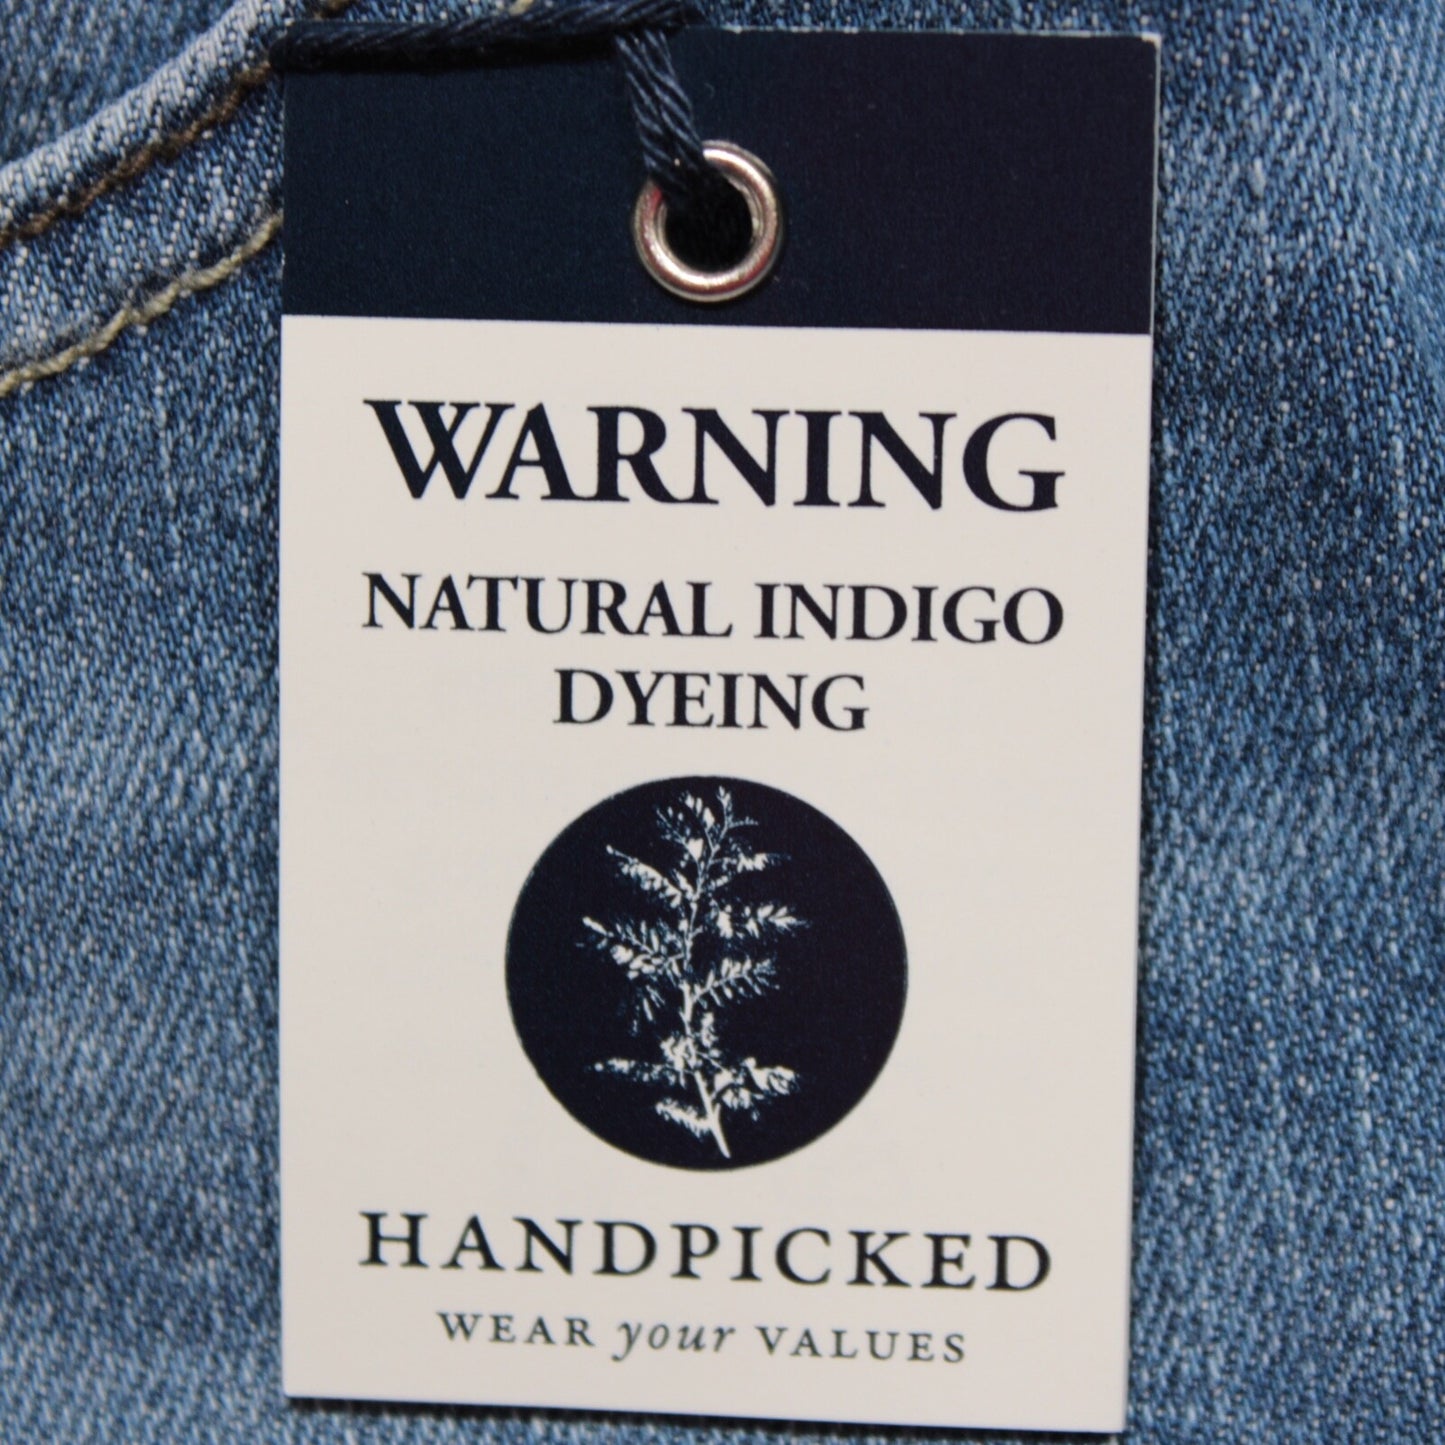 WARNING
NATURAL INDIGO
DYEING
HANDPICKED
WEAR your VALUES